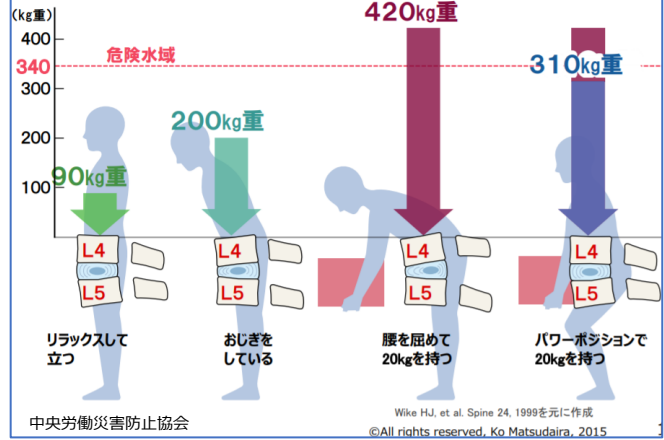 (kg重)
400
340
300
200
100
危険水域
90kg重
200kg重
420kg重
310kg重
L4
L5
L4
L5
L4
L5
L4
L5
リラックスして
立つ
おじぎを
している
腰を屈めて
20kgを持つ
パワーポジションで
20kgを持つ
Wike HJ, et al. Spine 24, 1999を元に作成
中央労働災害防止協会
©All rights reserved, Ko Matsudaira, 2015